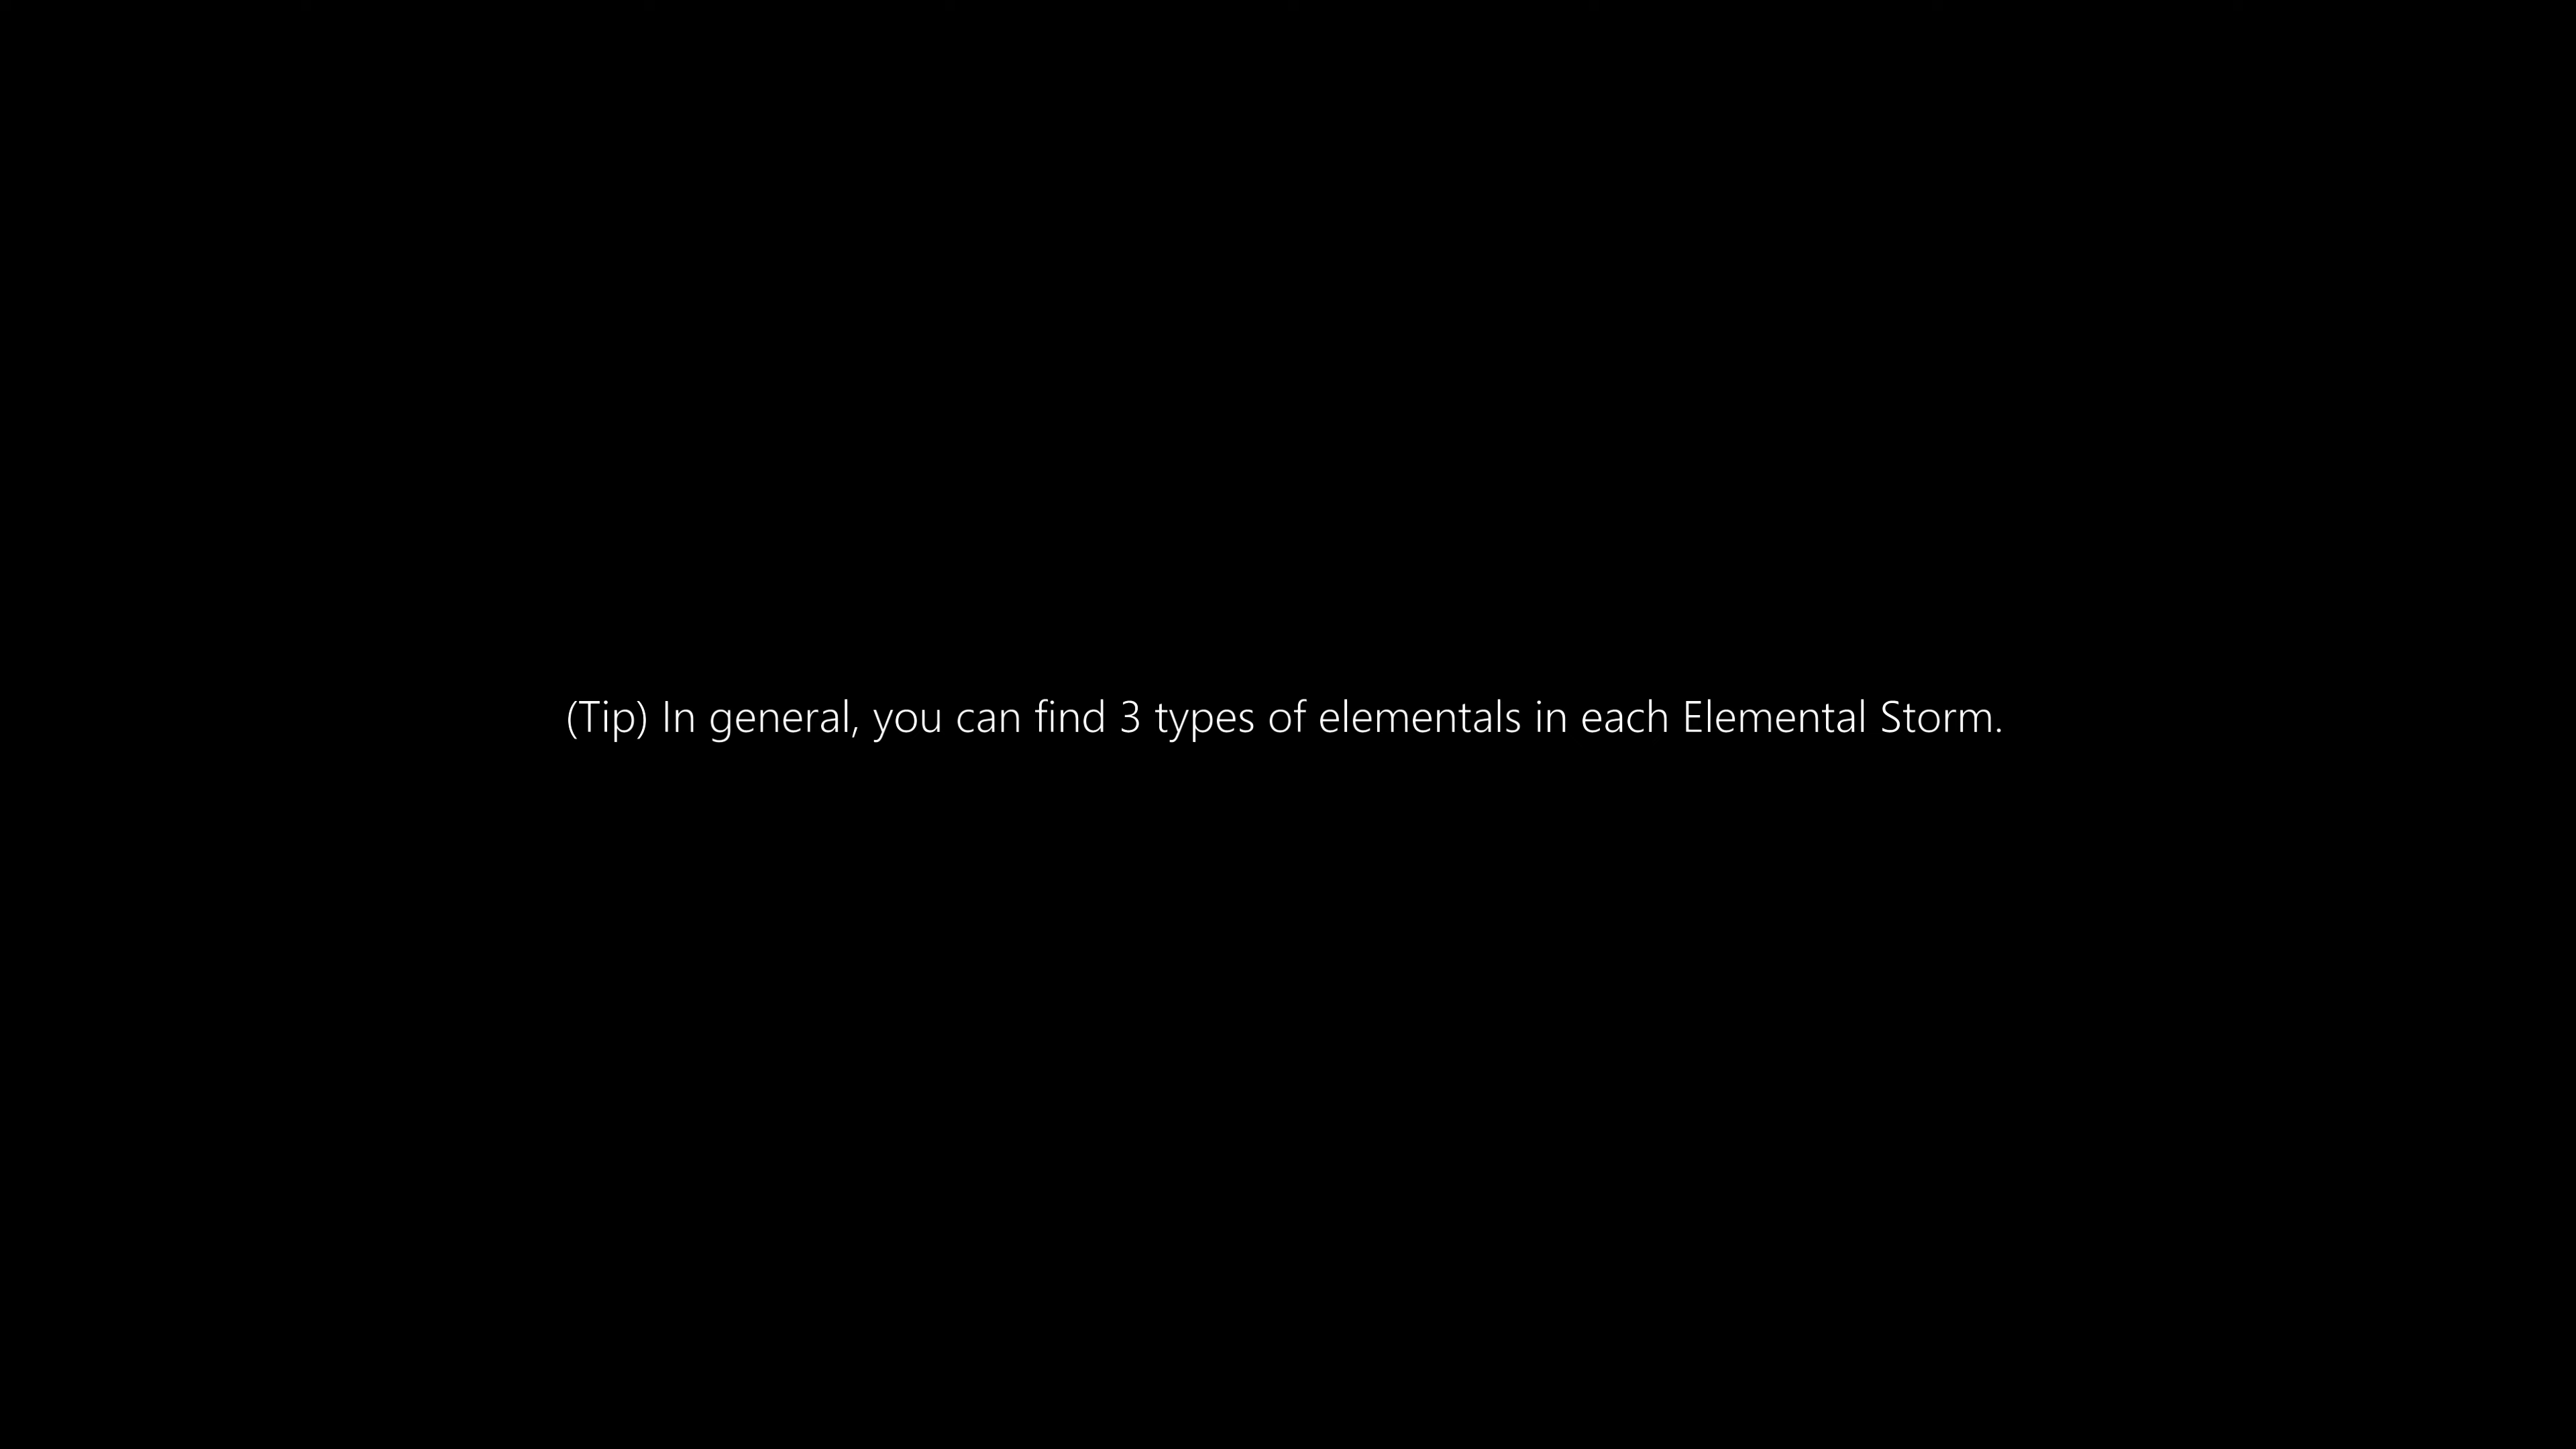 (Tip) In general, you can find 3 types of elementals in each Elemental Storm.